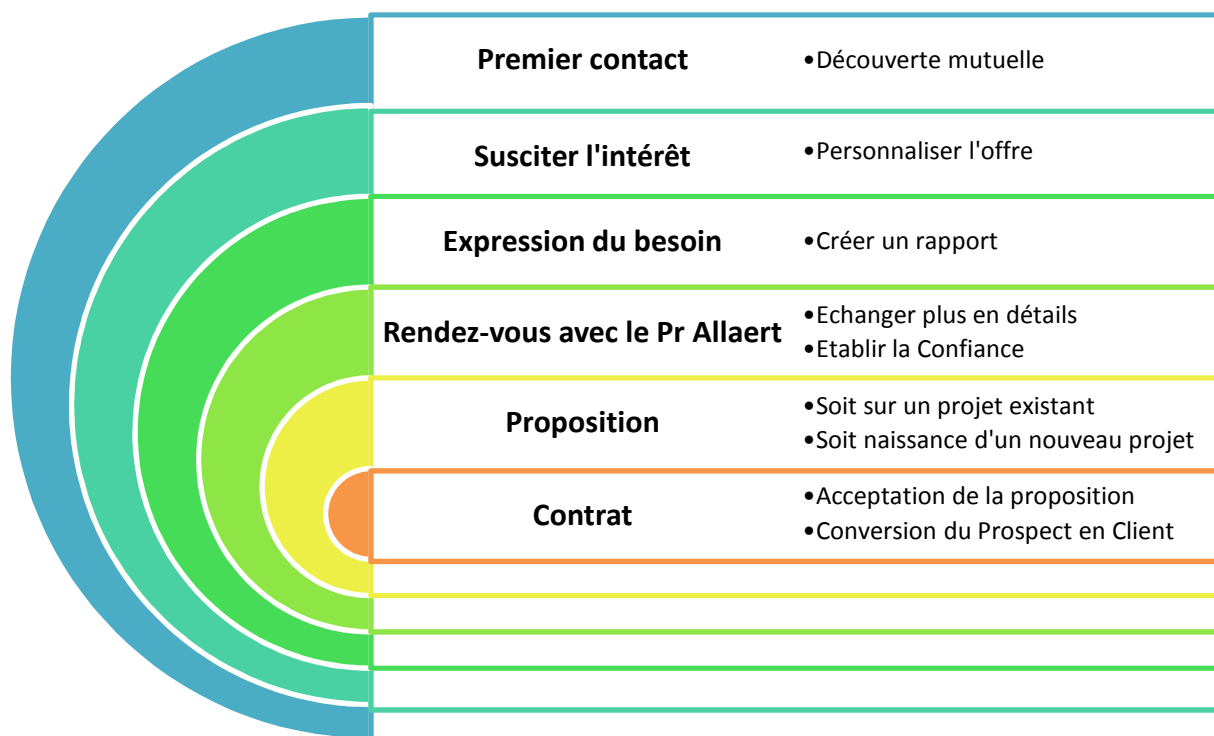 Premier contact
•Découverte mutuelle
Susciter l'intérêt
•Personnaliser l'offre
Expression du besoin
•Créer un rapport
Rendez-vous avec le Pr Allaert
•Echanger plus en détails
•Etablir la Confiance
Proposition
•Soit sur un projet existant
•Soit naissance d'un nouveau projet
Contrat
•Acceptation de la proposition
•Conversion du Prospect en Client